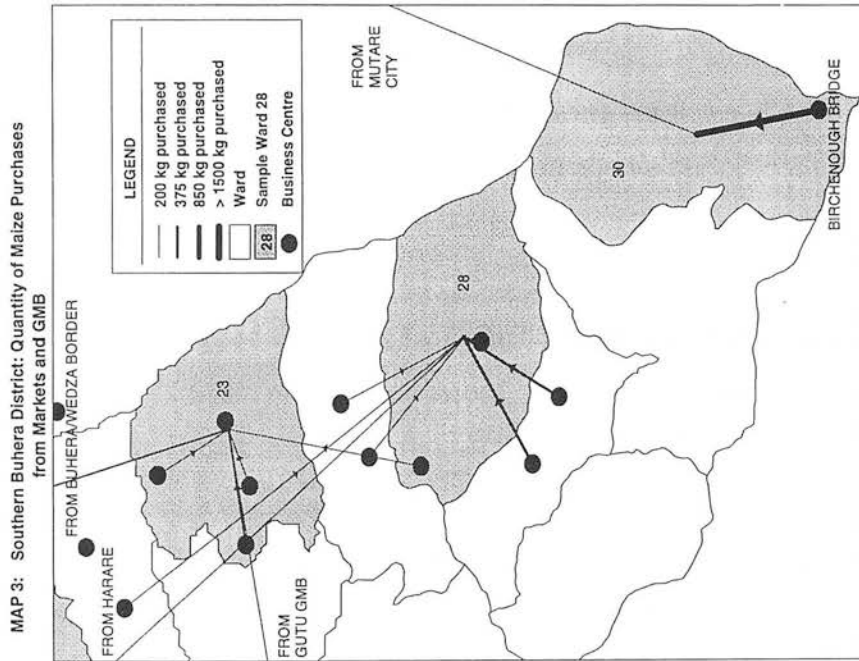 MAP 3: Southern Buhera District: Quantity of Maize Purchases
from Markets and GMB
FROM BUHERA/WEDZA BORDER
FROM HARARE
FROM
GUTU GMB
23
28
30
FROM
MUTARE
CITY
BIRCHENOUGH BRIDGE
LEGEND
200 kg purchased
375 kg purchased
850 kg purchased
> 1500 kg purchased
Ward
28 Sample Ward 28
Business Centre